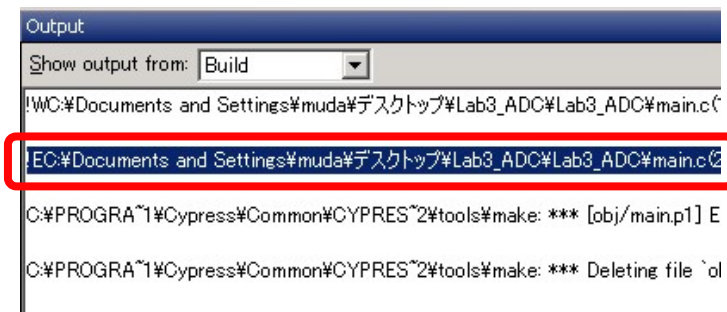 Output
Show output from: Build
!WC:¥Documents and Settings¥muda¥デスクトップ¥Lab3_ADC¥Lab3_ADC¥main.c(
!EC:¥Documents and Settings¥muda¥デスクトップ¥Lab3_ADC¥Lab3_ADC¥main.c(2
C:¥PROGRA~1¥Cypress¥Common¥CYPRES~2¥tools¥make: *** [obj/main.p1] E
C:¥PROGRA~1¥Cypress¥Common¥CYPRES~2¥tools¥make: *** Deleting file `o